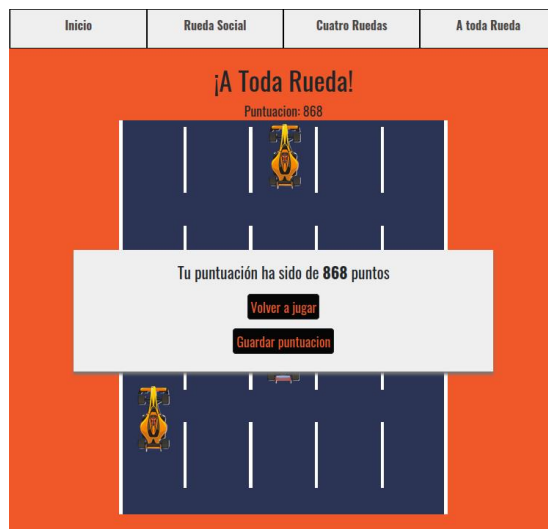 Inicio
Rueda Social
Cuatro Ruedas
A toda Rueda
¡A Toda Rueda!
Puntuacion: 868
Tu puntuación ha sido de 868 puntos
Volver a jugar
Guardar puntuacion